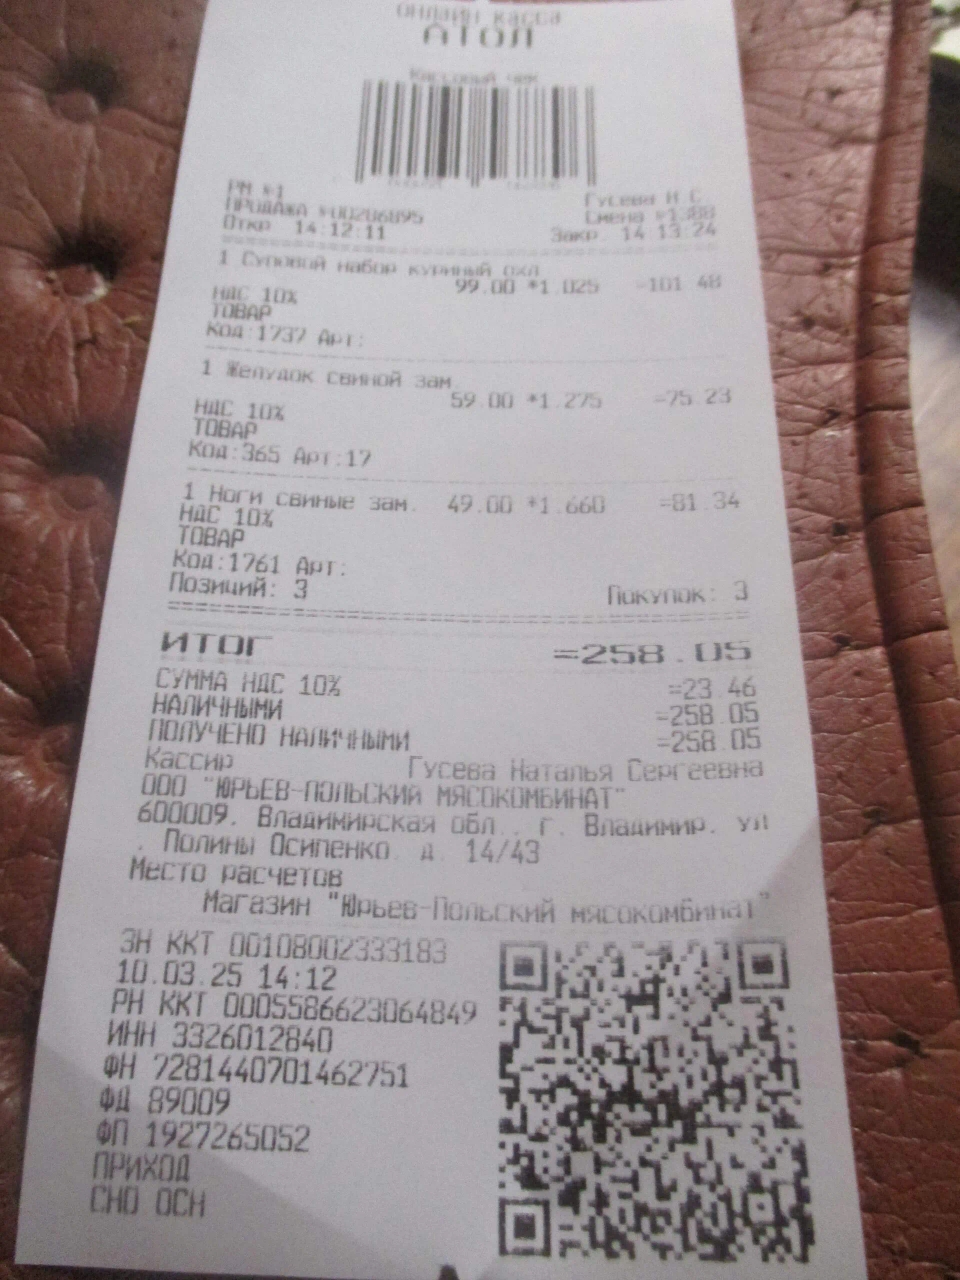 ОНЛАЙН КАССА
АТОЛ
Кассовый чек
РМ №1 Гусева Н.С.
ПРОДАЖА №00206895 Смена №1.88
Откр. 14:12:11 Закр. 14:13:24
1 Суповой набор куриный охл.
99.00 *1.025 =101.48
НДС 10%
ТОВАР
Код:1737 Арт:
1 Желудок свиной зам.
59.00 *1.275 =75.23
НДС 10%
ТОВАР
Код:365 Арт:17
1 Ноги свиные зам. 49.00 *1.660 =81.34
НДС 10%
ТОВАР
Код:1761 Арт:
Позиций: 3 Покупок: 3
ИТОГ =258.05
СУММА НДС 10% =23.46
НАЛИЧНЫМИ =258.05
ПОЛУЧЕНО НАЛИЧНЫМИ =258.05
Кассир Гусева Наталья Сергеевна
ООО "ЮРЬЕВ-ПОЛЬСКИЙ МЯСОКОМБИНАТ"
600009, Владимирская обл., г. Владимир, ул
. Полины Осипенко, д. 14/43
Место расчетов
Магазин "Юрьев-Польский мясокомбинат"
ЗН ККТ 00108002333183
10.03.25 14:12
РН ККТ 0005586623064849
ИНН 3326012840
ФН 7281440701462751
ФД 89009
ФП 1927265052
ПРИХОД
СНО ОСН